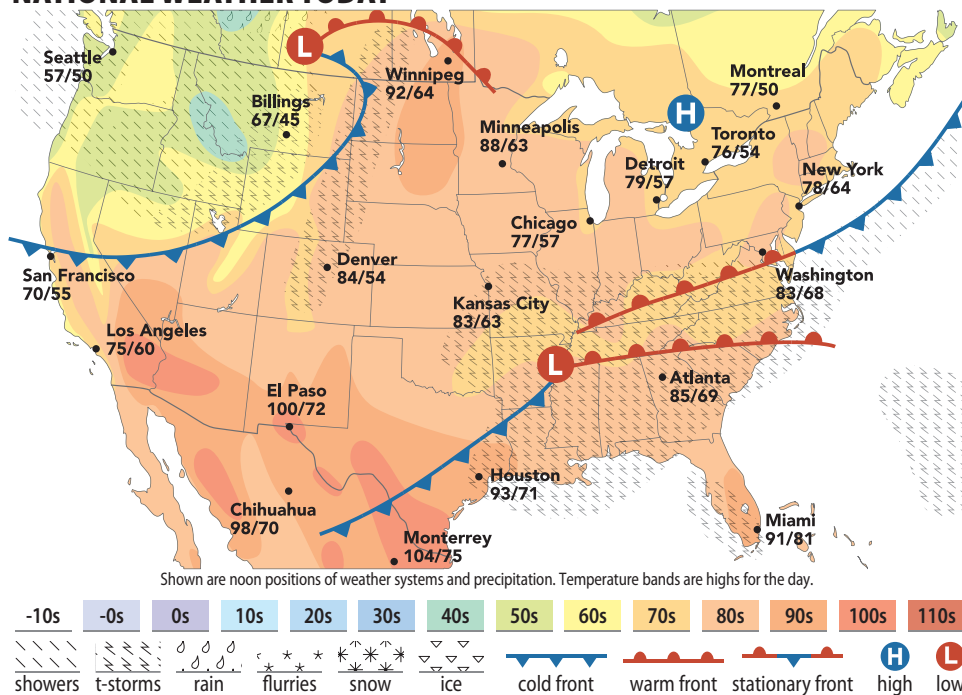 NATIONAL WEATHER TODAY
L
Seattle
57/50
Winnipeg
92/64
Montreal
77/50
Billings
67/45
H
Minneapolis
88/63
Toronto
76/54
Detroit
79/57
New York
78/64
Chicago
77/57
San Francisco
70/55
Denver
84/54
Washington
83/68
Kansas City
83/63
Los Angeles
75/60
L
Atlanta
85/69
El Paso
100/72
Houston
93/71
Chihuahua
98/70
Miami
91/81
Monterrey
104/75
Shown are noon positions of weather systems and precipitation. Temperature bands are highs for the day.
-10s -0s 0s 10s 20s 30s 40s 50s 60s 70s 80s 90s 100s 110s
H L
showers t-storms rain flurries snow ice cold front warm front stationary front high low